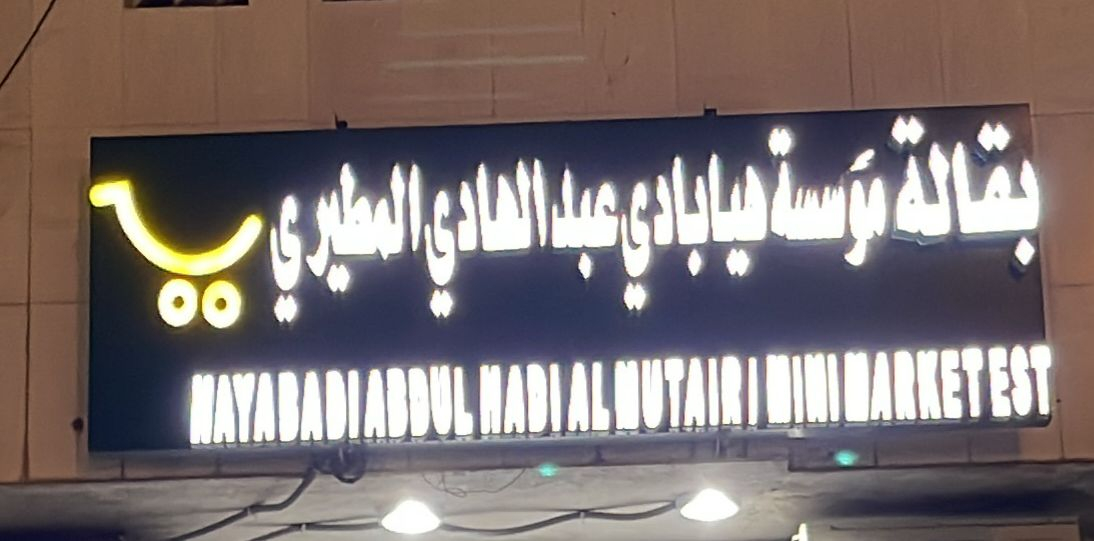 بقالة مؤسسة هيابادي عبد الهادي المطيري
HAYABADI ABDUL HADI AL MUTAIRI MINI MARKET EST